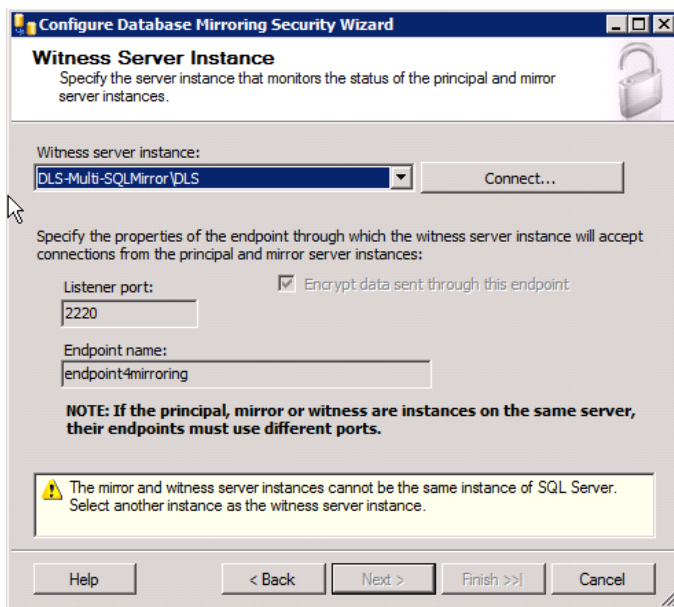 Configure Database Mirroring Security Wizard
Witness Server Instance
Specify the server instance that monitors the status of the principal and mirror
server instances.
Witness server instance:
DLS-Multi-SQLMirror\DLS
Connect...
Specify the properties of the endpoint through which the witness server instance will accept
connections from the principal and mirror server instances:
Listener port:
Encrypt data sent through this endpoint
2220
Endpoint name:
endpoint4mirroring
NOTE: If the principal, mirror or witness are instances on the same server,
their endpoints must use different ports.
The mirror and witness server instances cannot be the same instance of SQL Server.
Select another instance as the witness server instance.
Help
< Back
Next >
Finish >>|
Cancel